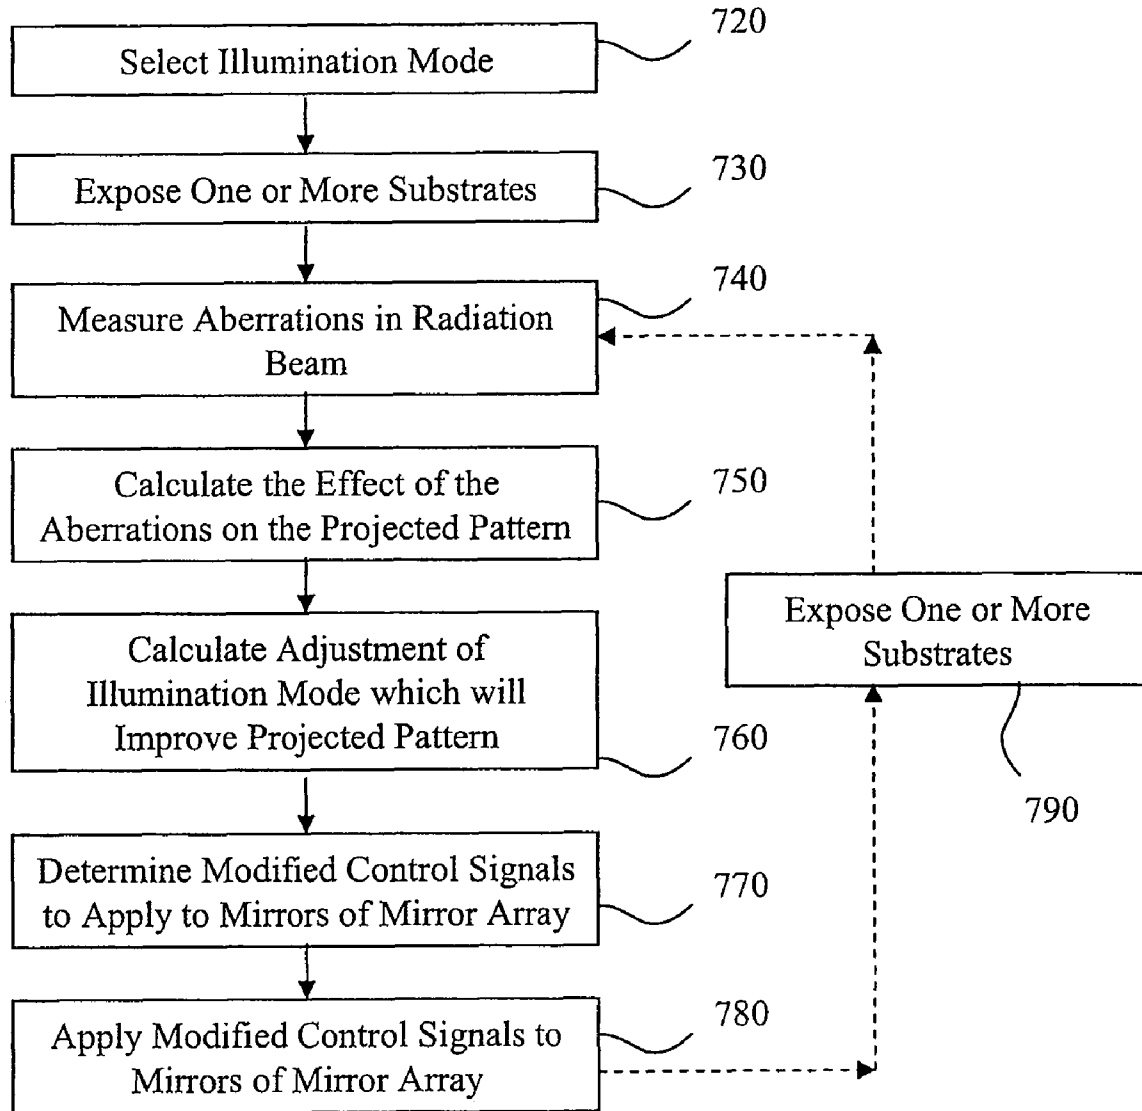 Select Illumination Mode
720
Expose One or More Substrates
730
Measure Aberrations in Radiation
Beam
740
Calculate the Effect of the
Aberrations on the Projected Pattern
750
Calculate Adjustment of
Illumination Mode which will
Improve Projected Pattern
760
Determine Modified Control Signals
to Apply to Mirrors of Mirror Array
770
Apply Modified Control Signals to
Mirrors of Mirror Array
780
Expose One or More
Substrates
790